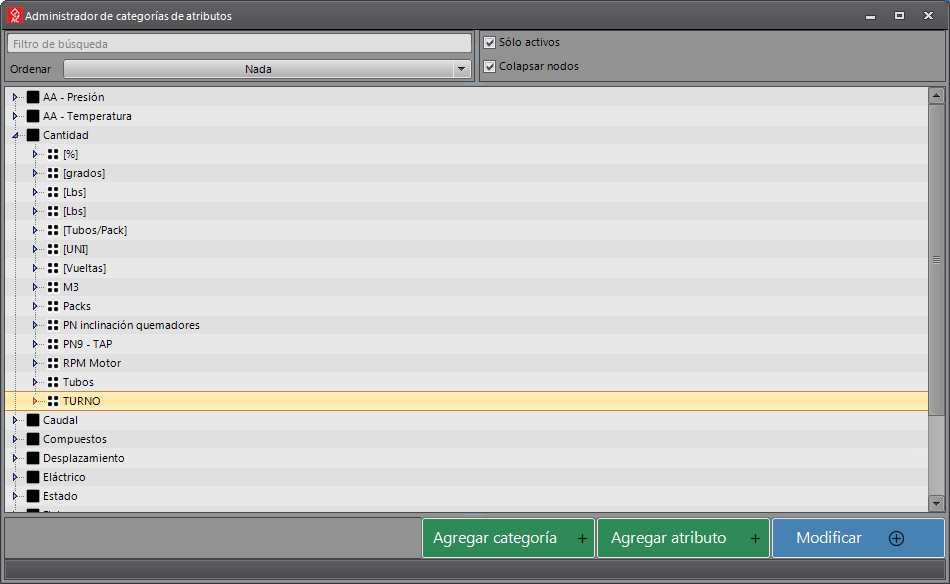 Administrador de categorías de atributos
Filtro de búsqueda
Ordenar Nada
Sólo activos
Colapsar nodos
AA - Presión
AA - Temperatura
Cantidad
[%]
[grados]
[Lbs]
[Lbs]
[Tubos/Pack]
[UNI]
[Vueltas]
M3
Packs
PN inclinación quemadores
PN9 - TAP
RPM Motor
Tubos
TURNO
Caudal
Compuestos
Desplazamiento
Eláctrico
Estado
Agregar categoría +
Agregar atributo +
Modificar